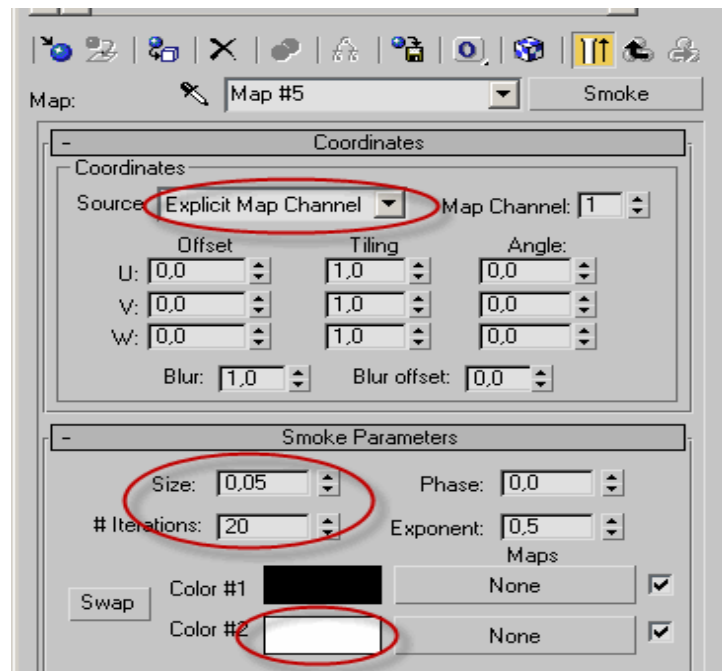 Map: Map #5 Smoke
- Coordinates
Coordinates
Source Explicit Map Channel Map Channel: 1
Offset Tiling Angle:
U: 0,0 1,0 0,0
V: 0,0 1,0 0,0
W: 0,0 1,0 0,0
Blur: 1,0 Blur offset: 0,0
- Smoke Parameters
Size: 0,05 Phase: 0,0
# Iterations: 20 Exponent: 0,5
Maps
Swap Color #1 None
Color #2 None